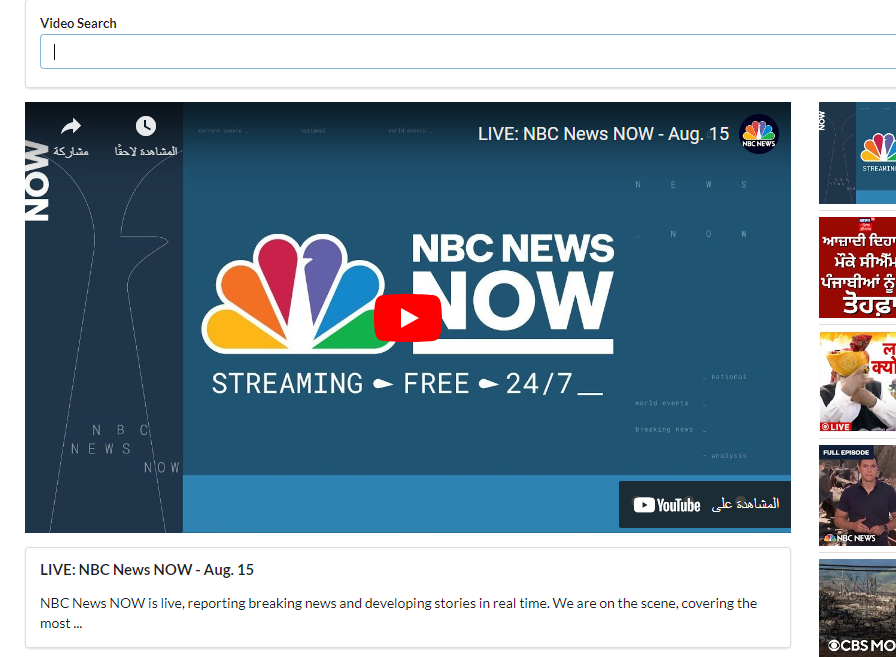 Video Search
مشاركة
المشاهدة لاحقًا
current events
national
world events
LIVE: NBC News NOW - Aug. 15
NBC NEWS
NOW
N E W S
N O W
NBC NEWS
NOW
STREAMING FREE 24/7_
national
world events
breaking news
analysis
N B C
N E W S
N O W
المشاهدة على YouTube
LIVE: NBC News NOW - Aug. 15
NBC News NOW is live, reporting breaking news and developing stories in real time. We are on the scene, covering the
most ...
NOW
STREAMING
ਆਜ਼ਾਦੀ ਦਿਹਾ
ਮੌਕੇ ਸੀਐੱਮ
ਪੰਜਾਬੀਆਂ ਨੂੰ
ਤੋਹਫ਼ਾ
LIVE
FULL EPISODE
NBC NEWS
CBS MO